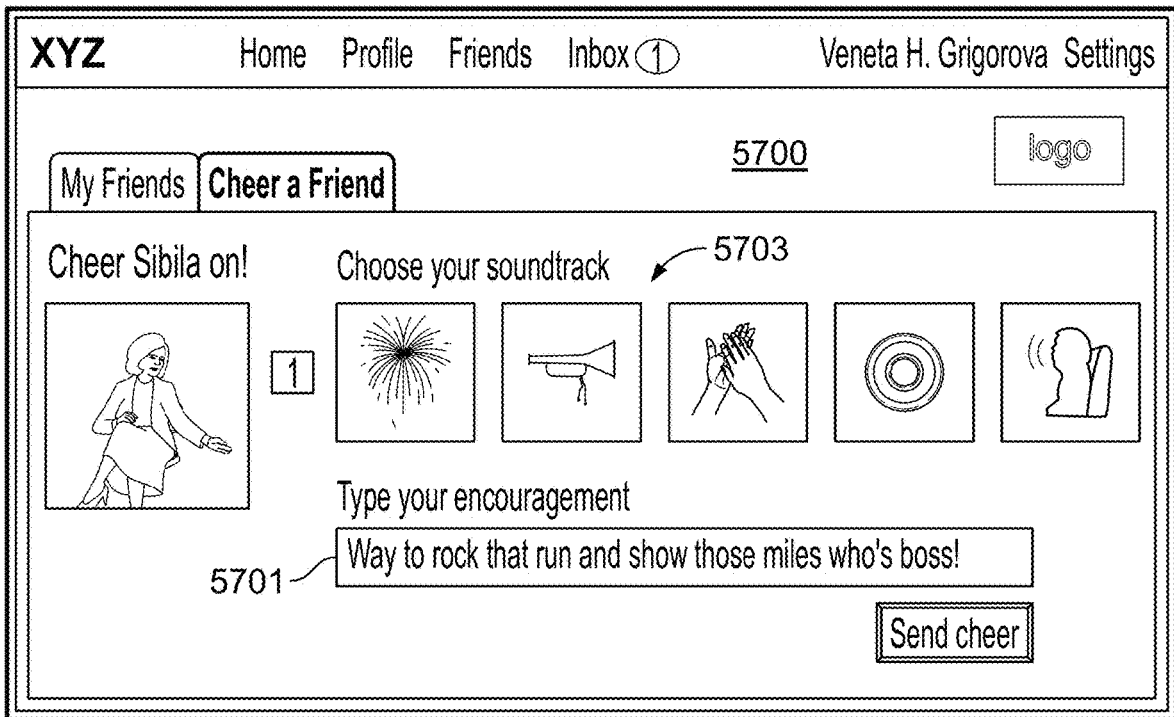 XYZ Home Profile Friends Inbox 1 Veneta H. Grigorova Settings
5700 logo
My Friends Cheer a Friend
Cheer Sibila on! Choose your soundtrack 5703
1
Type your encouragement
Way to rock that run and show those miles who's boss!
5701
Send cheer